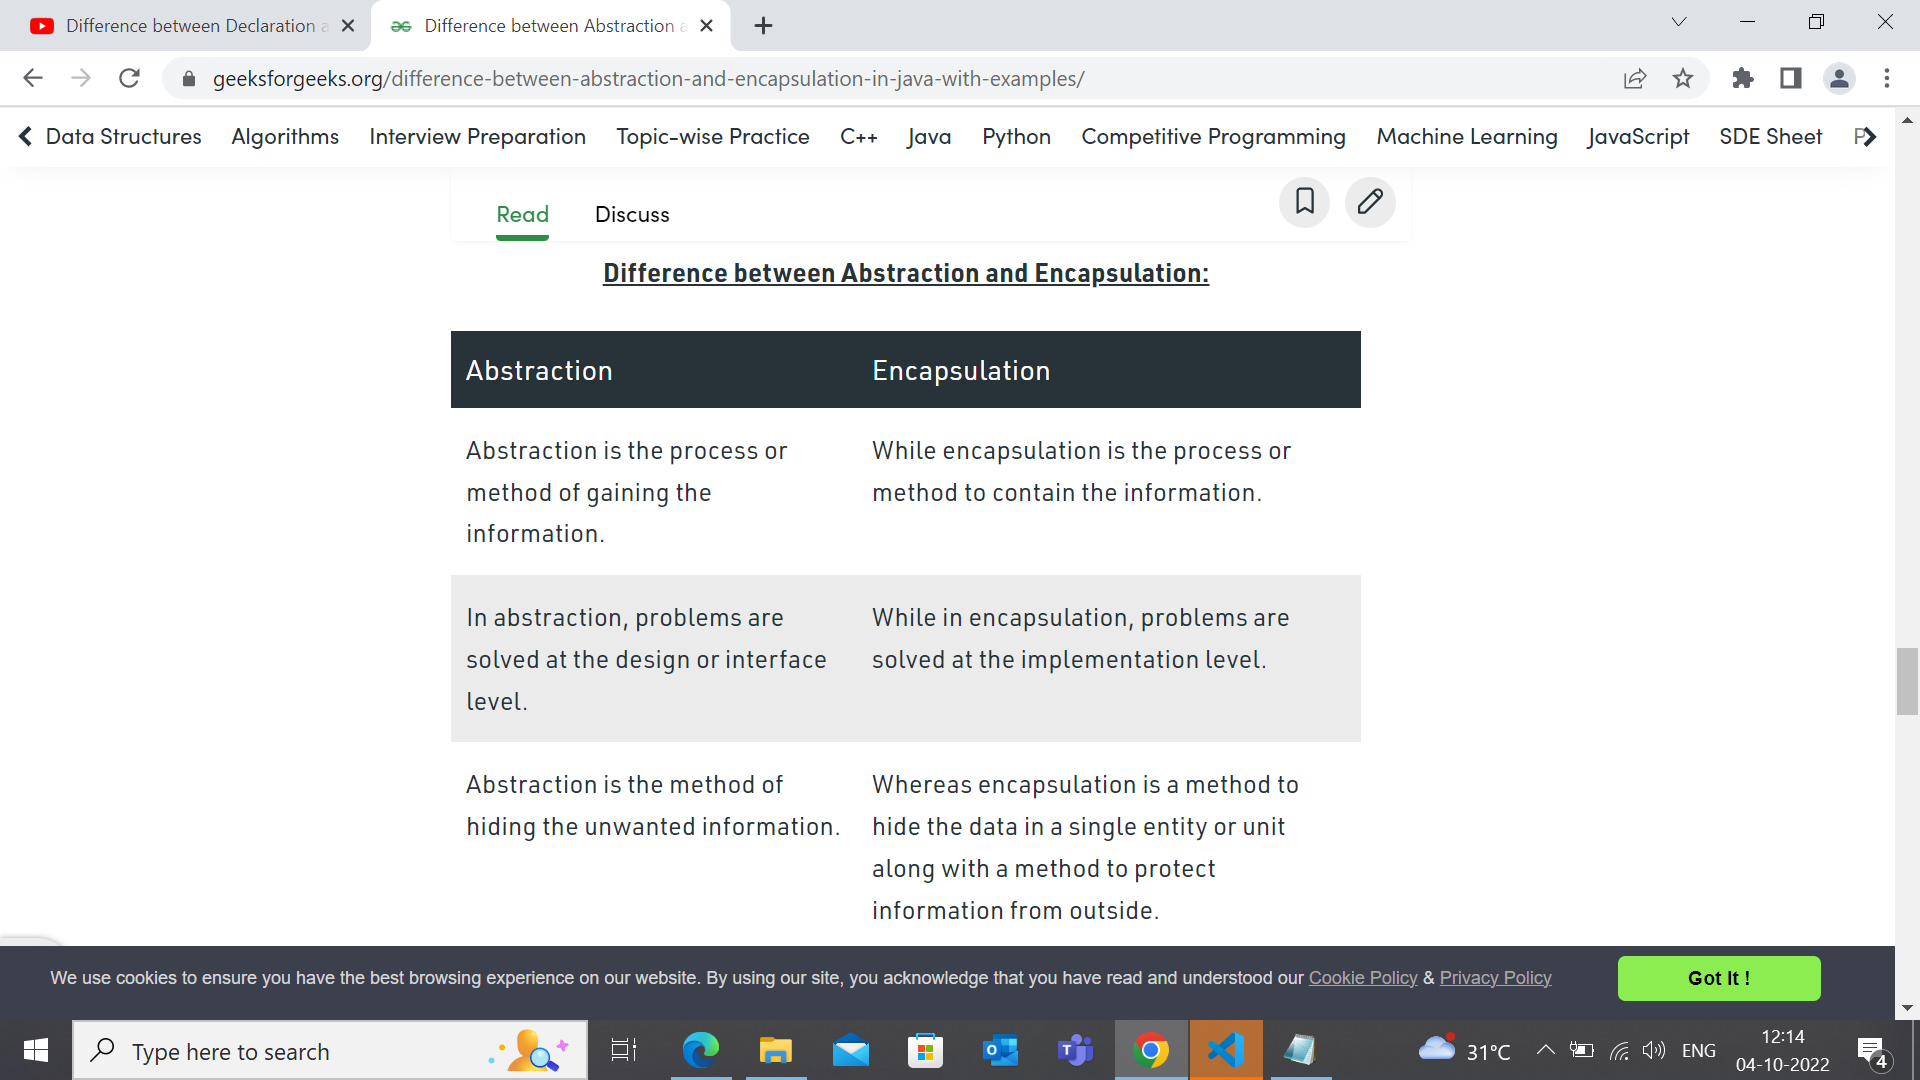 Difference between Declaration a
Difference between Abstraction a
geeksforgeeks.org/difference-between-abstraction-and-encapsulation-in-java-with-examples/
Data Structures Algorithms Interview Preparation Topic-wise Practice C++ Java Python Competitive Programming Machine Learning JavaScript SDE Sheet P
Read Discuss
Difference between Abstraction and Encapsulation:
Abstraction Encapsulation
Abstraction is the process or
method of gaining the
information.
While encapsulation is the process or
method to contain the information.
In abstraction, problems are
solved at the design or interface
level.
While in encapsulation, problems are
solved at the implementation level.
Abstraction is the method of
hiding the unwanted information.
Whereas encapsulation is a method to
hide the data in a single entity or unit
along with a method to protect
information from outside.
We use cookies to ensure you have the best browsing experience on our website. By using our site, you acknowledge that you have read and understood our Cookie Policy & Privacy Policy
Got It !
Type here to search
31°C
ENG
12:14
04-10-2022
4